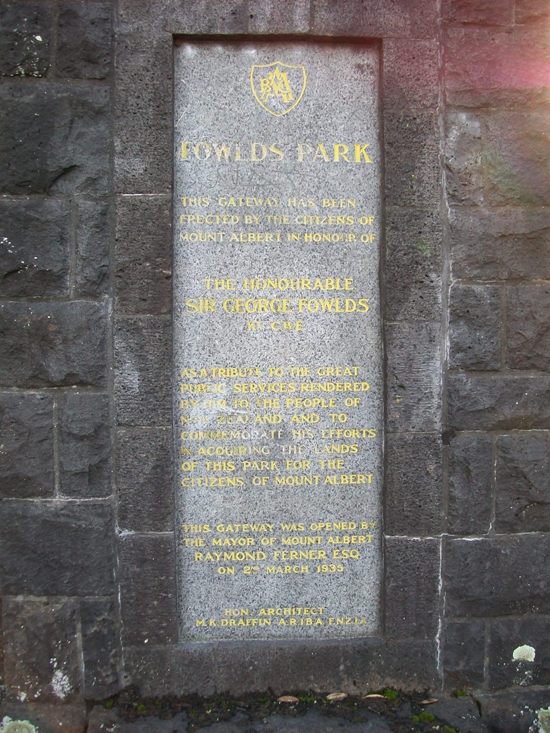 FOWLDS PARK
THIS GATEWAY HAS BEEN
ERECTED BY THE CITIZENS OF
MOUNT ALBERT IN HONOUR OF
THE HONOURABLE
SIR GEORGE FOWLDS
KT. C.B.E
AS A TRIBUTE TO THE GREAT
PUBLIC SERVICES RENDERED
BY HIM TO THE PEOPLE OF
NEW ZEALAND AND TO
COMMEMORATE HIS EFFORTS
IN ACQUIRING THE LANDS
OF THIS PARK FOR THE
CITIZENS OF MOUNT ALBERT
THIS GATEWAY WAS OPENED BY
THE MAYOR OF MOUNT ALBERT
RAYMOND FERNER ESQ.
ON 2ND MARCH 1935
HON. ARCHITECT
M.K. DRAFFIN A.R.I.B.A. F.N.Z.I.A